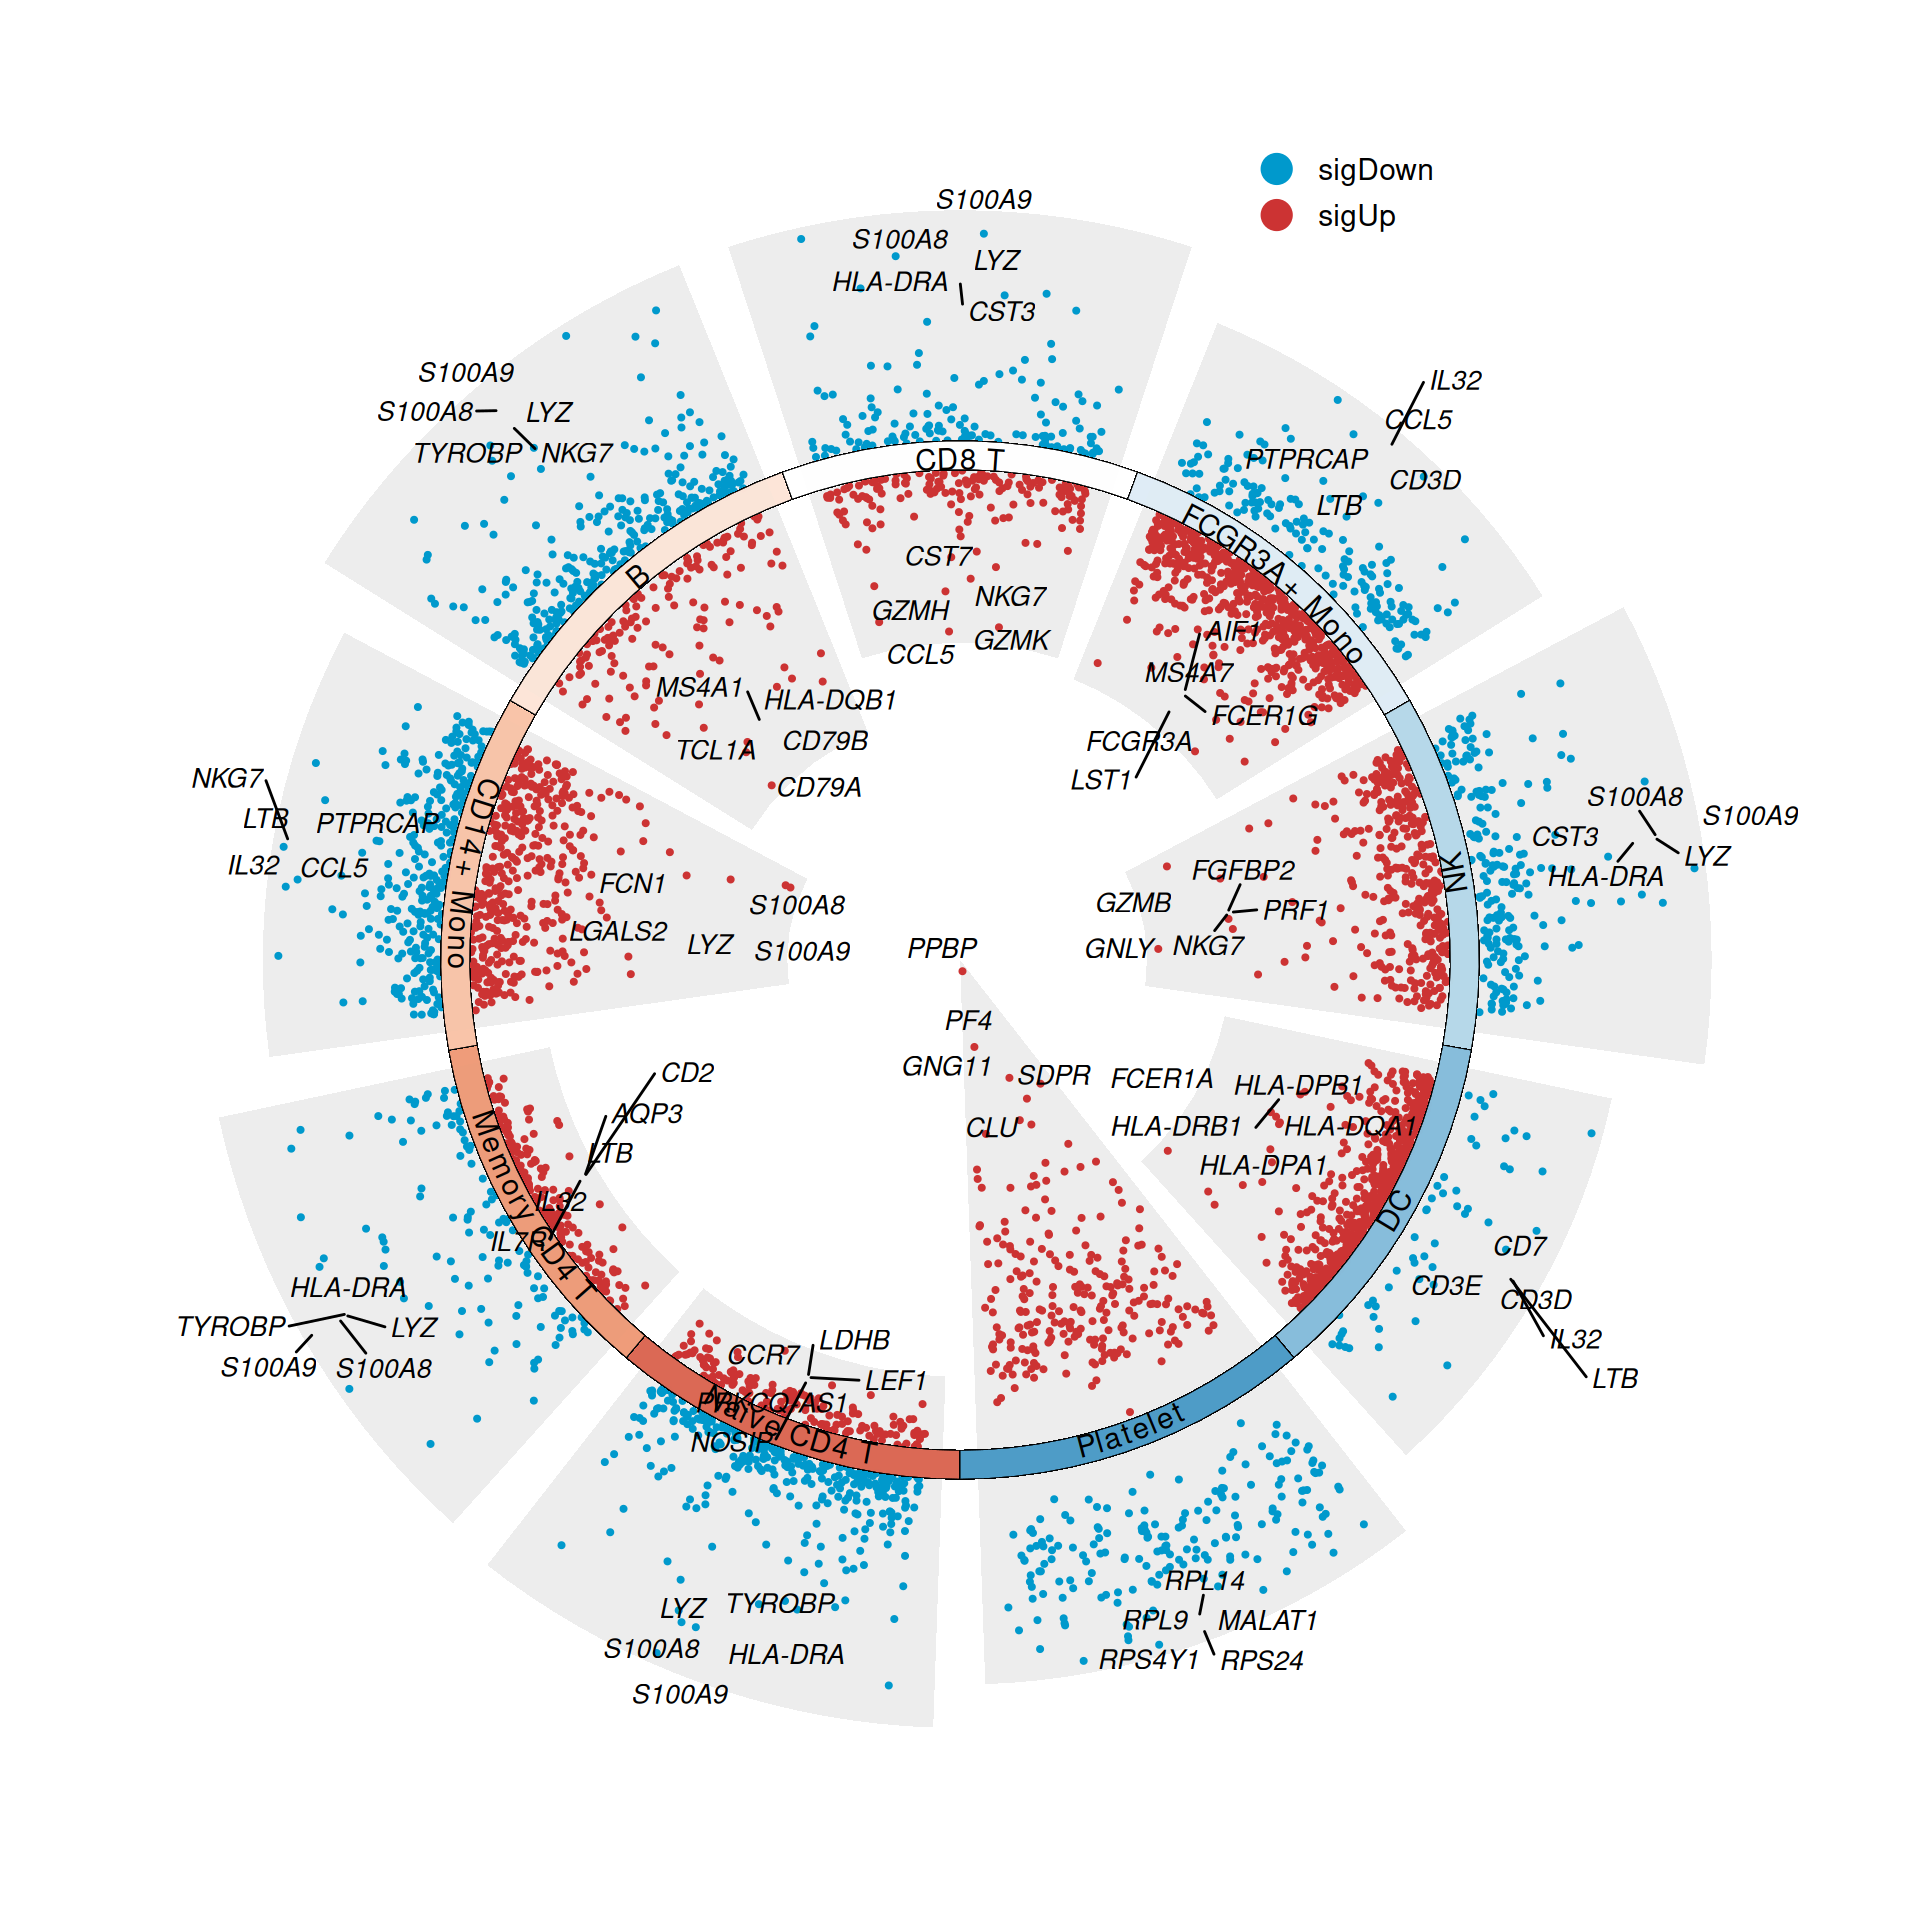 sigDown
sigUp
S100A9
S100A8
LYZ
HLA-DRA
CST3
CD8 T
CST7
NKG7
GZMH
GZMK
CCL5
IL32
CCL5
PTPRCAP
CD3D
LTB
FCGR3A+ Mono
AIF1
MS4A7
FCER1G
FCGR3A
LST1
S100A8
S100A9
CST3
LYZ
HLA-DRA
NK
FGFBP2
GZMB
PRF1
GNLY
NKG7
FCER1A
HLA-DPB1
HLA-DRB1
HLA-DQA1
HLA-DPA1
DC
CD7
CD3E
CD3D
IL32
LTB
PPBP
PF4
GNG11
SDPR
CLU
Platelet
RPL14
RPL9
MALAT1
RPS4Y1
RPS24
CCR7
LDHB
LEF1
PRKCQ-AS1
NOSIP
Naive CD4 T
LYZ
TYROBP
S100A8
HLA-DRA
S100A9
CD2
AQP3
LTB
IL32
IL7R
Memory CD4 T
HLA-DRA
TYROBP
LYZ
S100A9
S100A8
NKG7
LTB
PTPRCAP
IL32
CCL5
CD14+ Mono
FCN1
S100A8
LGALS2
LYZ
S100A9
S100A9
S100A8
LYZ
TYROBP
NKG7
B
MS4A1
HLA-DQB1
TCL1A
CD79B
CD79A